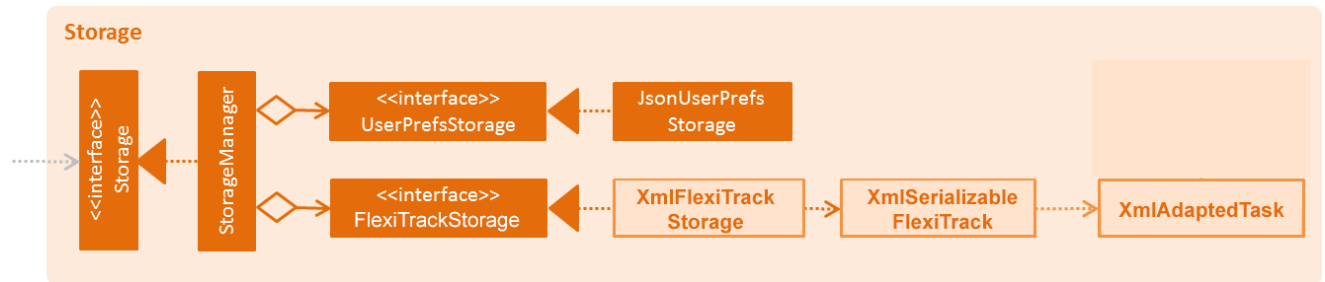 Storage
<<interface>>
Storage
StorageManager
<<interface>>
UserPrefsStorage
JsonUserPrefs
Storage
<<interface>>
FlexiTrackStorage
XmlFlexiTrack
Storage
XmlSerializable
FlexiTrack
XmlAdaptedTask